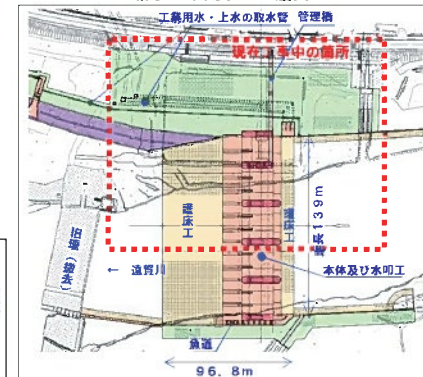 工業用水・上水の取水管
管理橋
現在工事中の箇所
護床工
護床工
延長139m
旧堰(撤去)
← 遠賀川
本体及び水叩工
魚道
96.8m